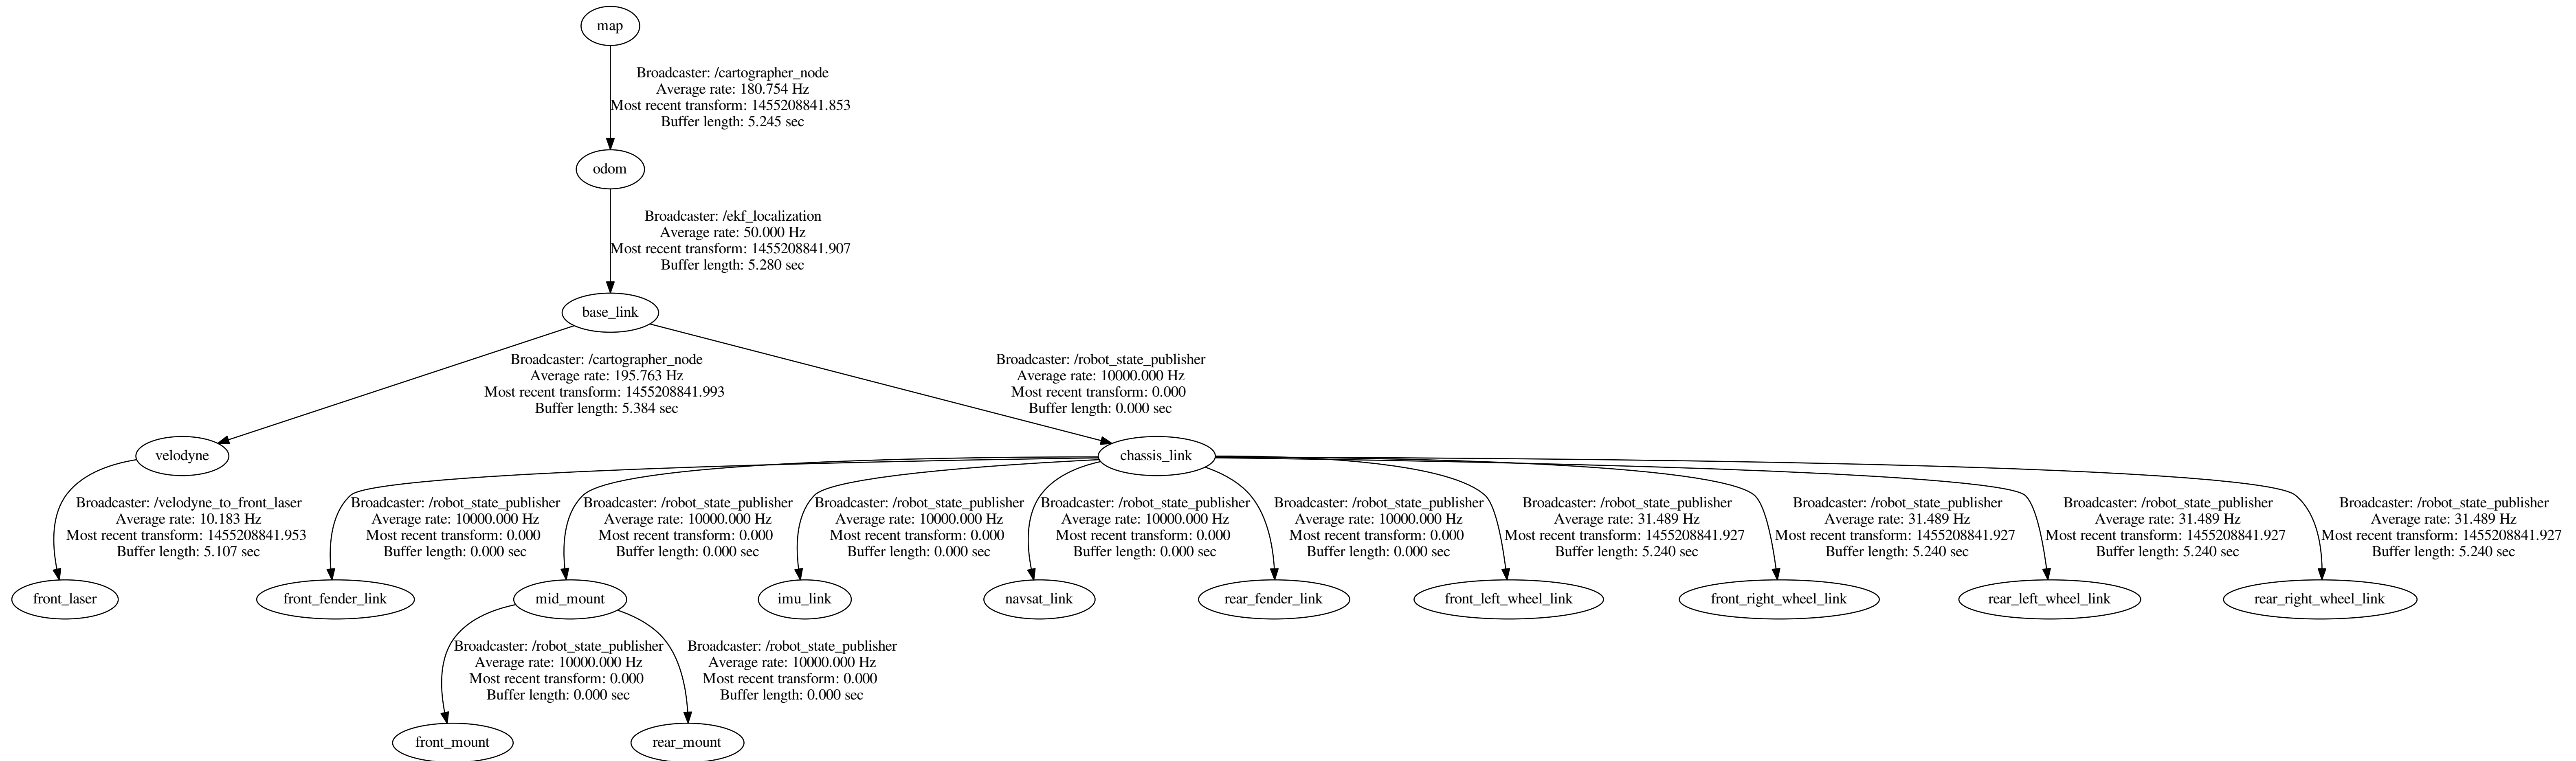 map
Broadcaster: /cartographer_node
Average rate: 180.754 Hz
Most recent transform: 1455208841.853
Buffer length: 5.245 sec
odom
Broadcaster: /ekf_localization
Average rate: 50.000 Hz
Most recent transform: 1455208841.907
Buffer length: 5.280 sec
base_link
Broadcaster: /cartographer_node
Average rate: 195.763 Hz
Most recent transform: 1455208841.993
Buffer length: 5.384 sec
Broadcaster: /robot_state_publisher
Average rate: 10000.000 Hz
Most recent transform: 0.000
Buffer length: 0.000 sec
velodyne
chassis_link
Broadcaster: /velodyne_to_front_laser
Average rate: 10.183 Hz
Most recent transform: 1455208841.953
Buffer length: 5.107 sec
Broadcaster: /robot_state_publisher
Average rate: 10000.000 Hz
Most recent transform: 0.000
Buffer length: 0.000 sec
Broadcaster: /robot_state_publisher
Average rate: 10000.000 Hz
Most recent transform: 0.000
Buffer length: 0.000 sec
Broadcaster: /robot_state_publisher
Average rate: 10000.000 Hz
Most recent transform: 0.000
Buffer length: 0.000 sec
Broadcaster: /robot_state_publisher
Average rate: 10000.000 Hz
Most recent transform: 0.000
Buffer length: 0.000 sec
Broadcaster: /robot_state_publisher
Average rate: 10000.000 Hz
Most recent transform: 0.000
Buffer length: 0.000 sec
Broadcaster: /robot_state_publisher
Average rate: 31.489 Hz
Most recent transform: 1455208841.927
Buffer length: 5.240 sec
Broadcaster: /robot_state_publisher
Average rate: 31.489 Hz
Most recent transform: 1455208841.927
Buffer length: 5.240 sec
Broadcaster: /robot_state_publisher
Average rate: 31.489 Hz
Most recent transform: 1455208841.927
Buffer length: 5.240 sec
Broadcaster: /robot_state_publisher
Average rate: 31.489 Hz
Most recent transform: 1455208841.927
Buffer length: 5.240 sec
front_laser
front_fender_link
mid_mount
imu_link
navsat_link
rear_fender_link
front_left_wheel_link
front_right_wheel_link
rear_left_wheel_link
rear_right_wheel_link
Broadcaster: /robot_state_publisher
Average rate: 10000.000 Hz
Most recent transform: 0.000
Buffer length: 0.000 sec
Broadcaster: /robot_state_publisher
Average rate: 10000.000 Hz
Most recent transform: 0.000
Buffer length: 0.000 sec
front_mount
rear_mount